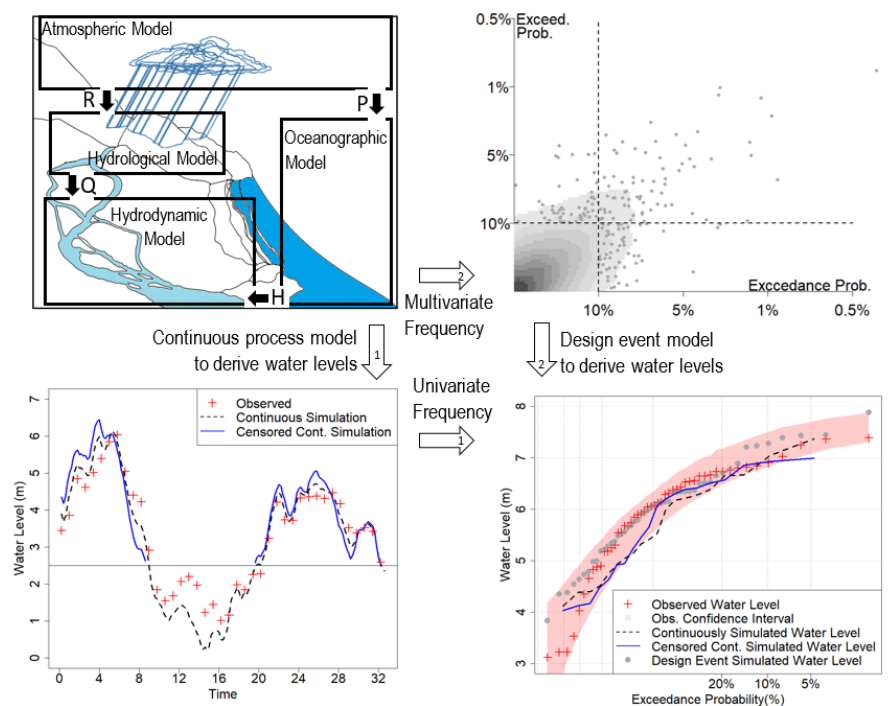 Atmospheric Model
R
P
Hydrological Model
Oceanographic
Model
Q
Hydrodynamic
Model
H
0.5%
Exceed.
Prob.
1%
5%
10%
Exccedance Prob.
10%
5%
1%
0.5%
2
Multivariate
Frequency
Continuous process model
to derive water levels
1
2
Design event model
to derive water levels
Univariate
Frequency
1
Water Level (m)
7
6
5
4
3
2
1
0
Observed
Continuous Simulation
Censored Cont. Simulation
0
4
8
12
16
20
24
28
32
Time
Water Level (m)
8
7
6
5
4
3
Observed Water Level
Obs. Confidence Interval
Continuously Simulated Water Level
Censored Cont. Simulated Water Level
Design Event Simulated Water Level
20%
10%
5%
Exceedance Probability(%)